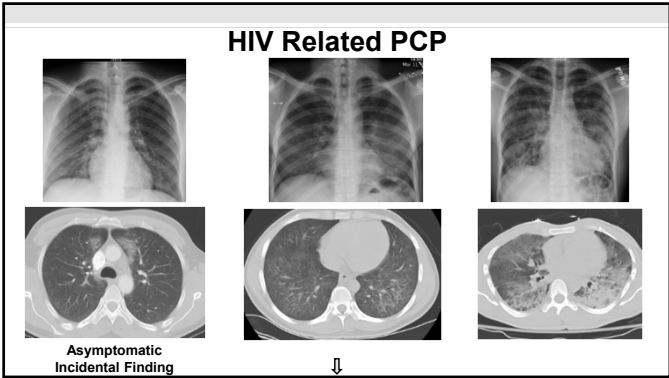 HIV Related PCP
Asymptomatic
Incidental Finding